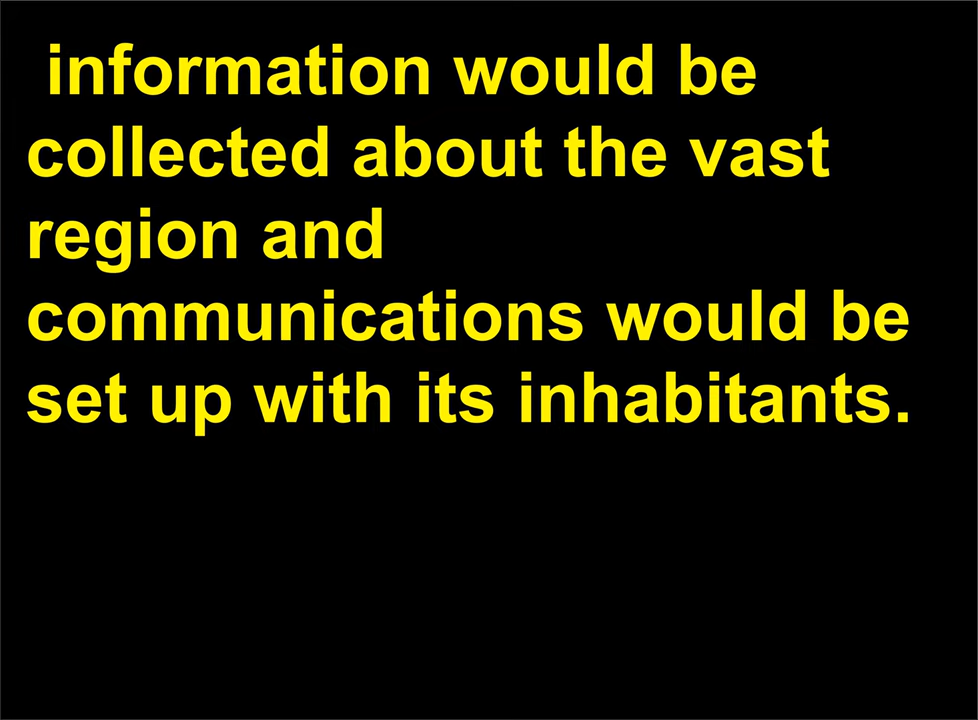 information would be
collected about the vast
region and
communications would be
set up with its inhabitants.